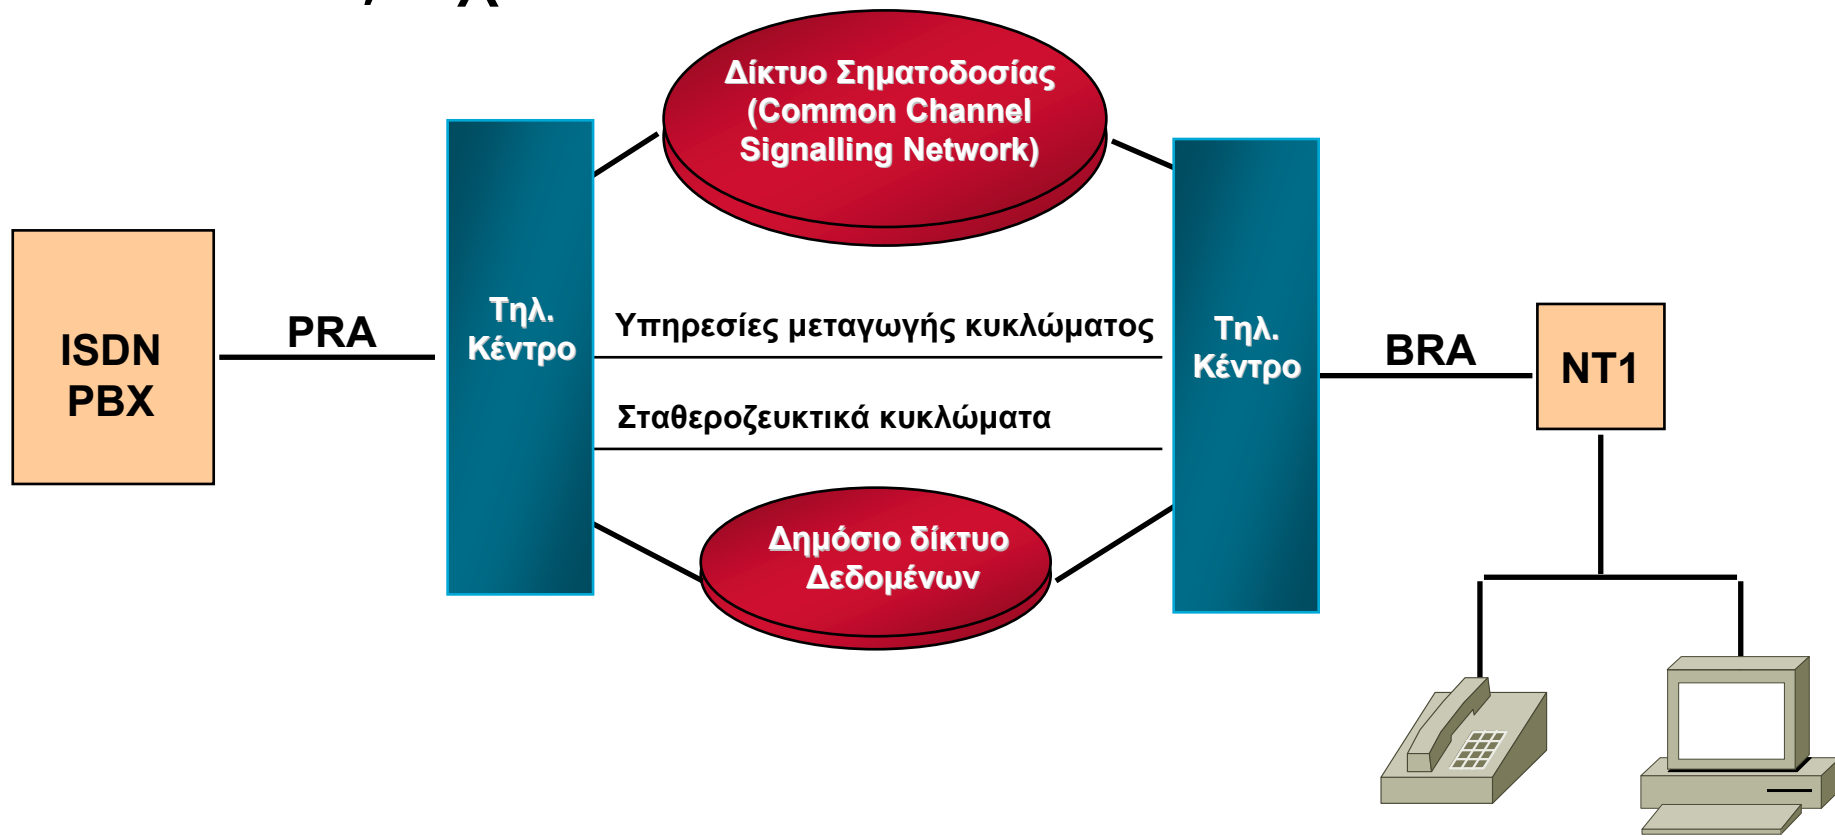 Δίκτυο Σηματοδοσίας
(Common Channel
Signalling Network)
ISDN
PBX
PRA
Τηλ.
Κέντρο
Υπηρεσίες μεταγωγής κυκλώματος
Σταθεροζευκτικά κυκλώματα
Δημόσιο δίκτυο
Δεδομένων
Τηλ.
Κέντρο
BRA
NT1